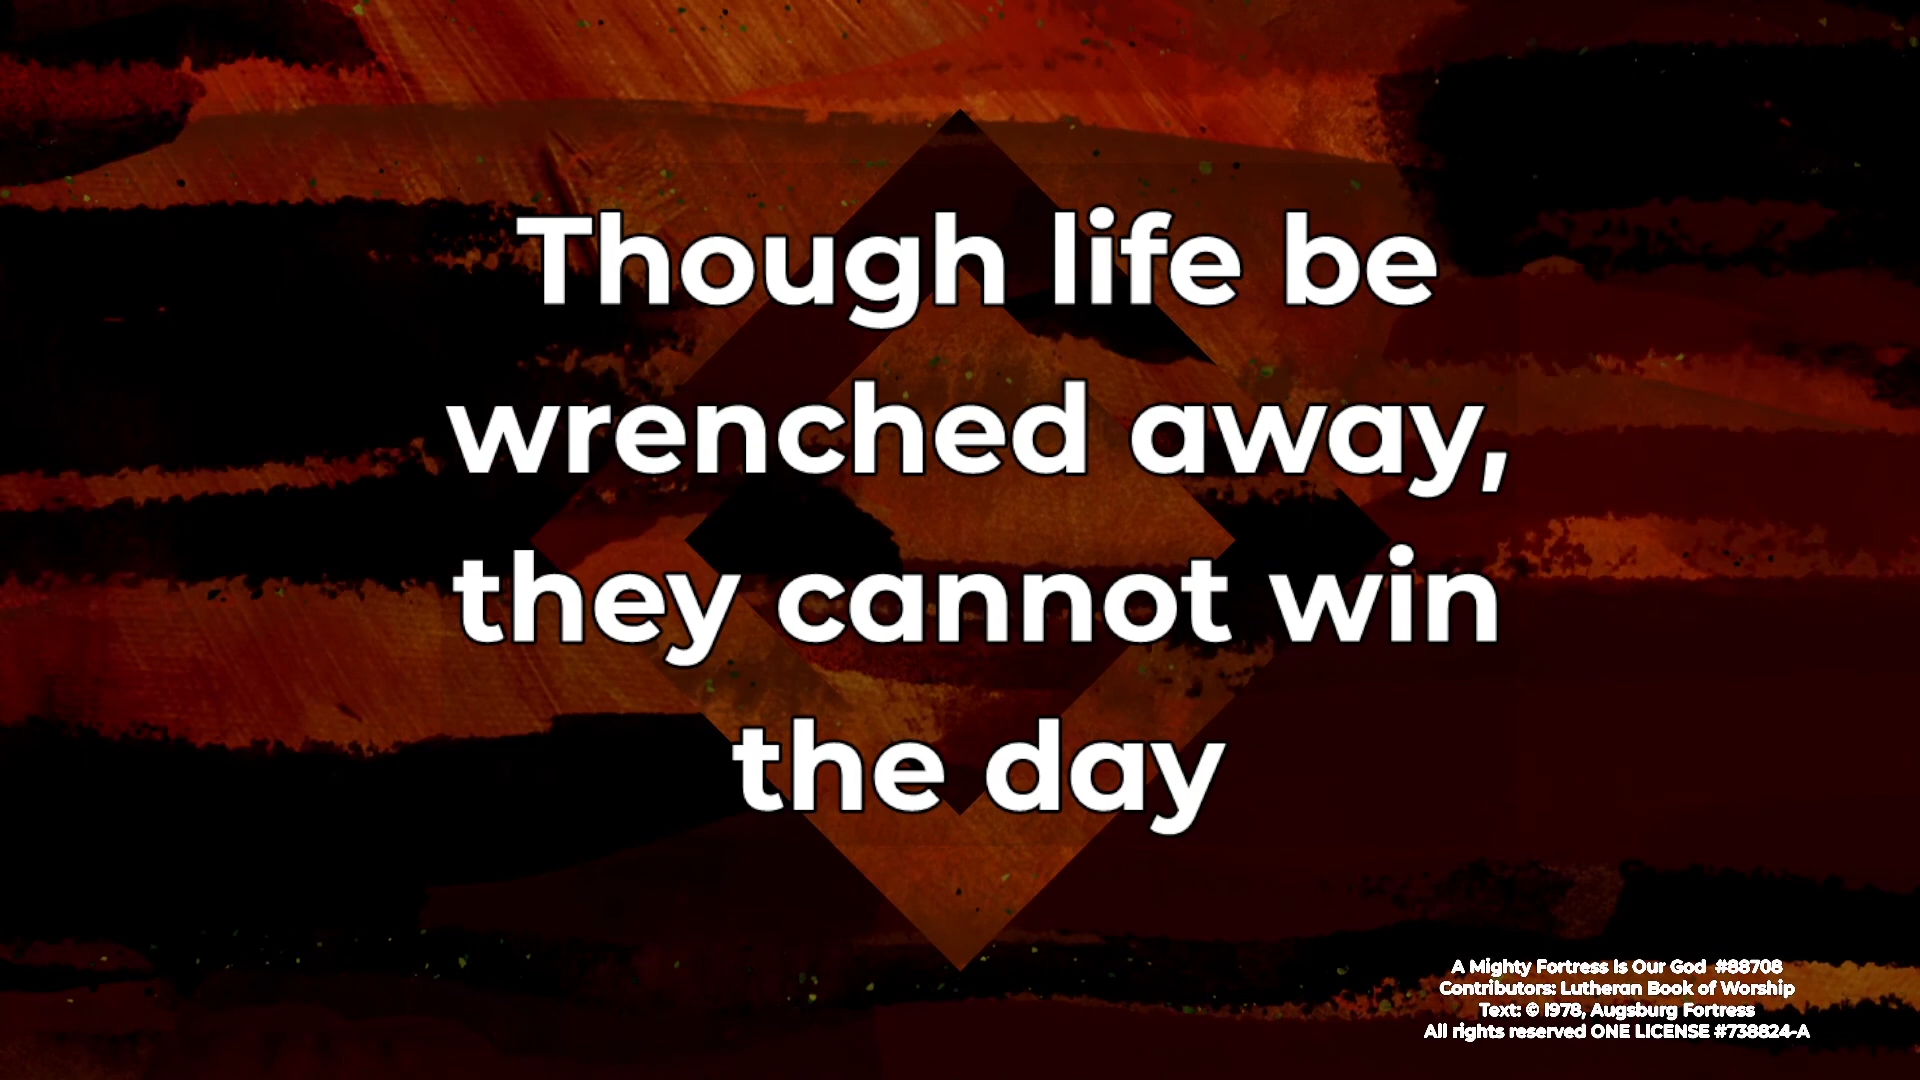 Though life be
wrenched away,
they cannot win
the day
A Mighty Fortress Is Our God #88708
Contributors: Lutheran Book of Worship
Text: © 1978, Augsburg Fortress
All rights reserved ONE LICENSE #738824-A